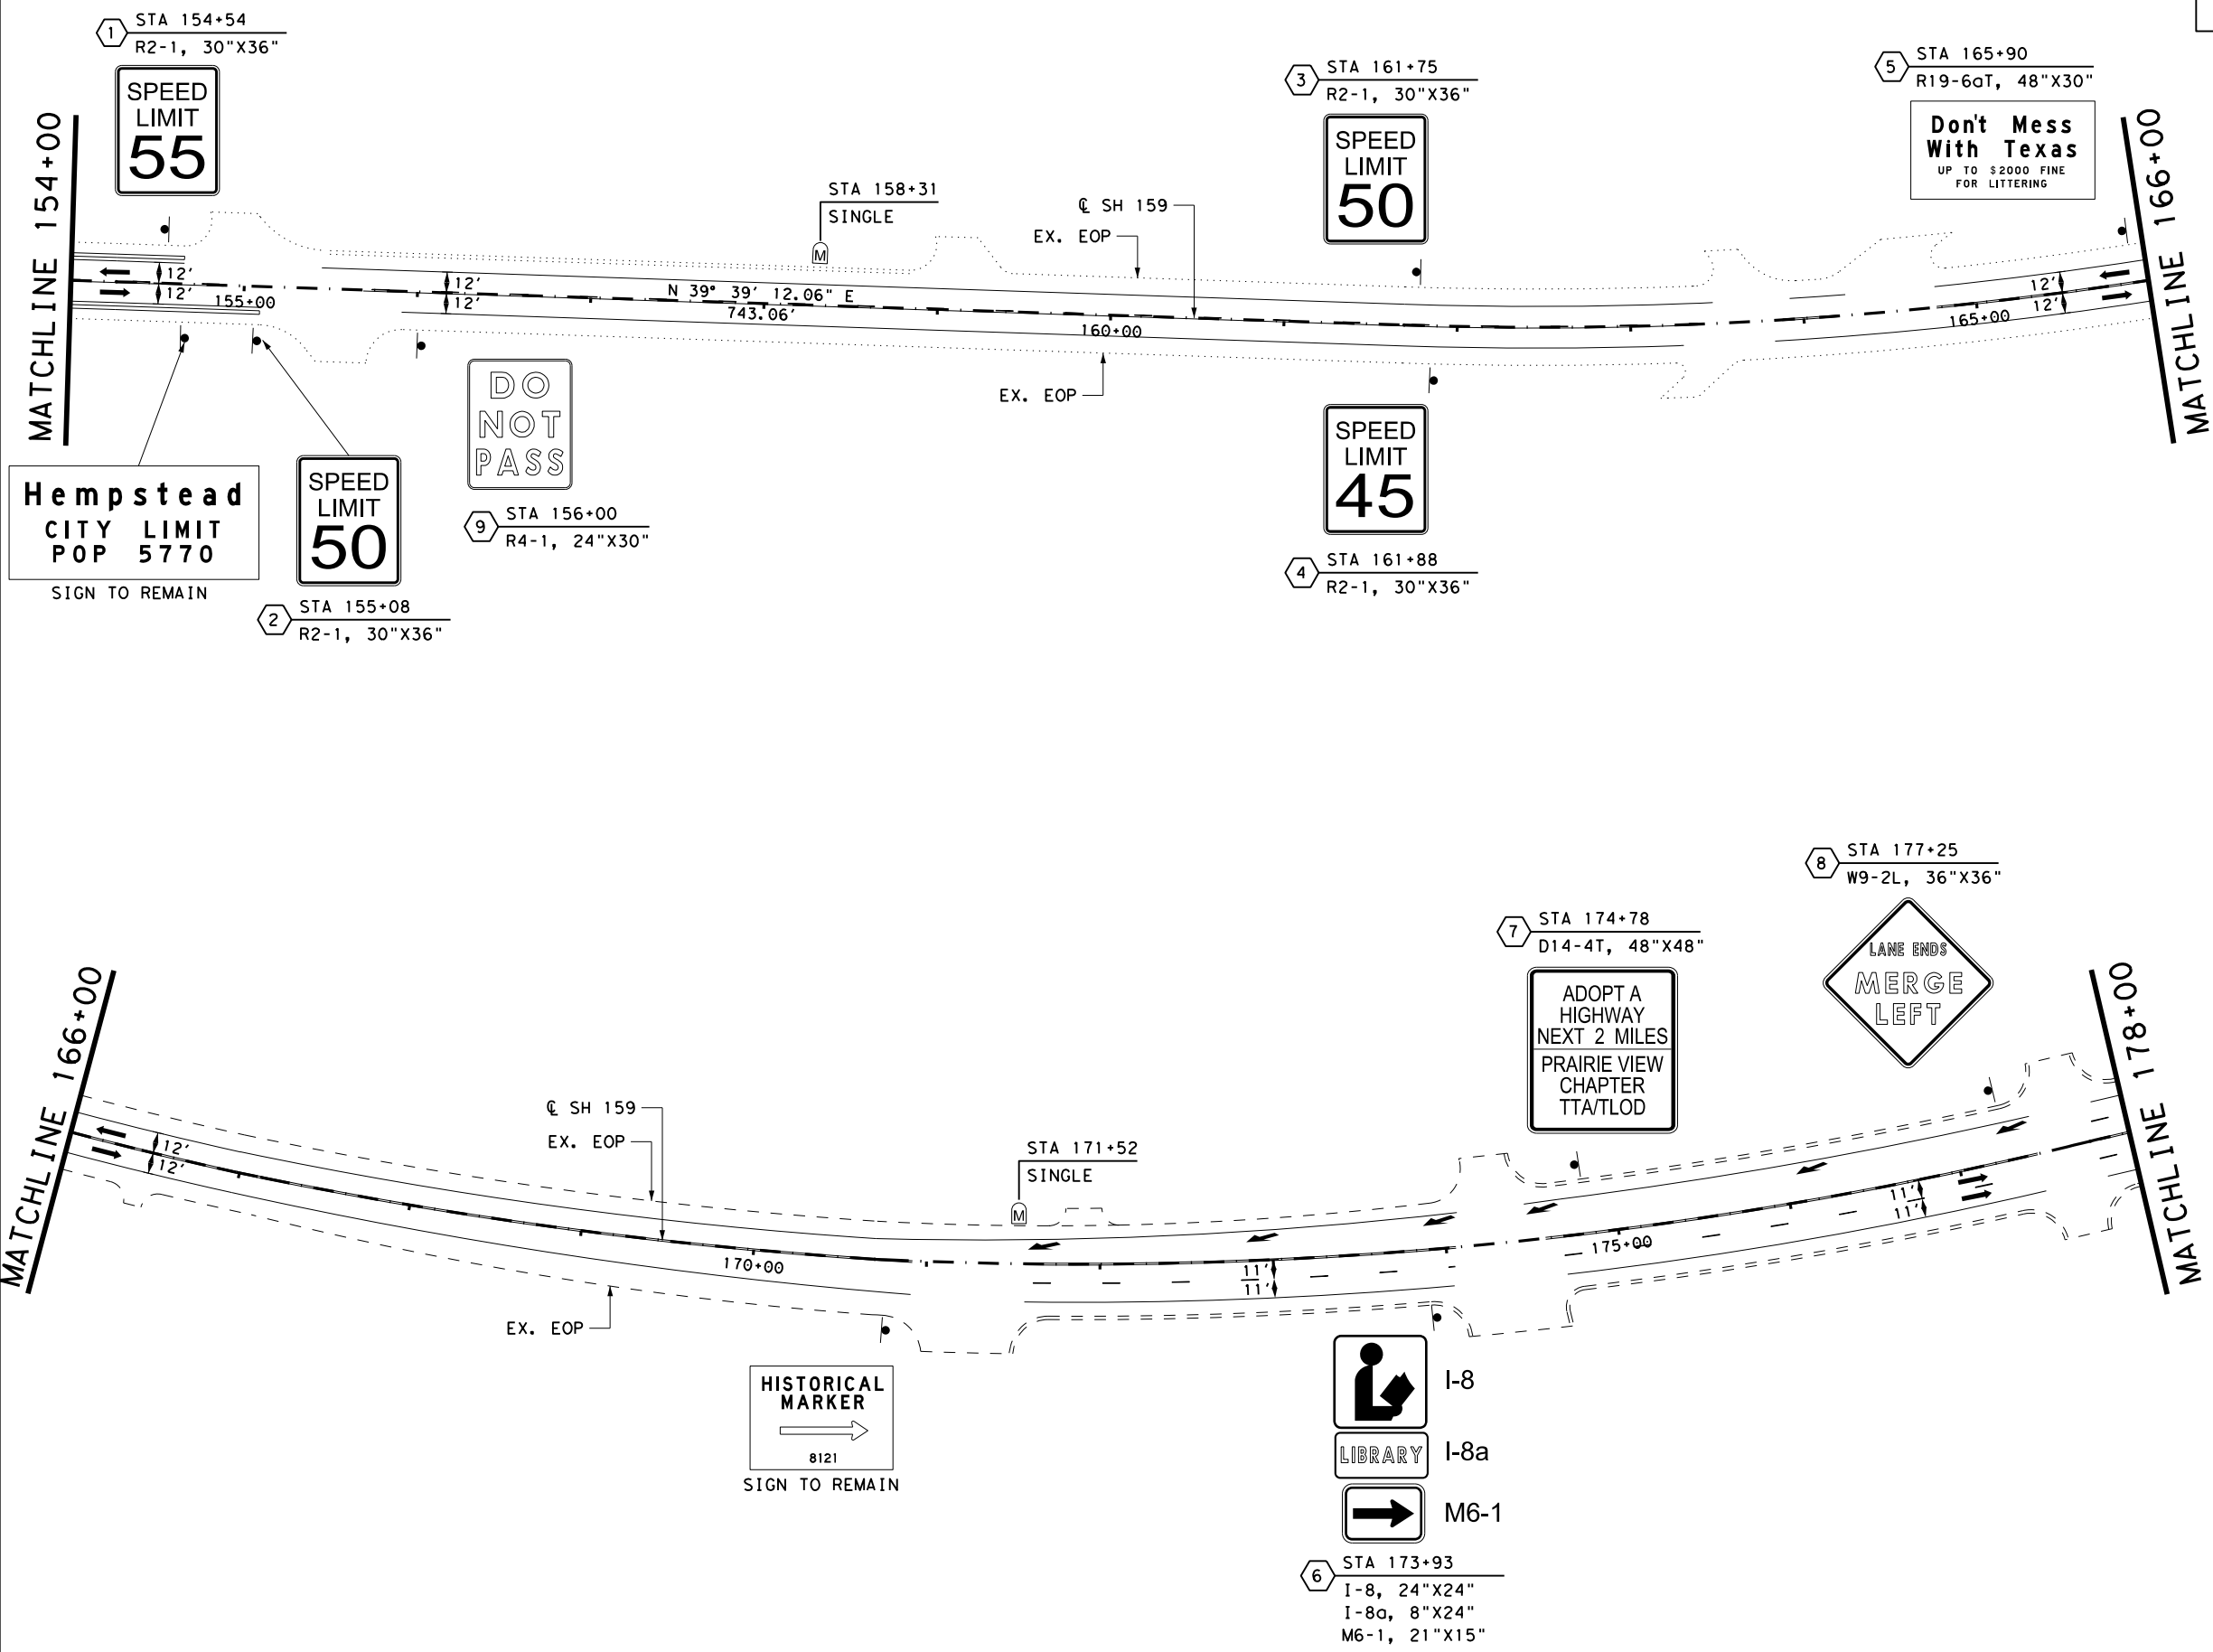 1
STA 154+54
R2-1, 30"X36"
SPEED
LIMIT
55
MATCHLINE 154+00
3
STA 161+75
R2-1, 30"X36"
SPEED
LIMIT
50
5
STA 165+90
R19-6aT, 48"X30"
Don't Mess
With Texas
UP TO $2000 FINE
FOR LITTERING
MATCHLINE 166+00
STA 158+31
SINGLE
M
℄ SH 159
EX. EOP
12'
12'
155+00
12'
12'
N 39° 39' 12.06" E
743.06'
160+00
EX. EOP
165+00
12'
12'
Hempstead
CITY LIMIT
POP 5770
SIGN TO REMAIN
SPEED
LIMIT
50
2
STA 155+08
R2-1, 30"X36"
DO
NOT
PASS
9
STA 156+00
R4-1, 24"X30"
SPEED
LIMIT
45
4
STA 161+88
R2-1, 30"X36"
8
STA 177+25
W9-2L, 36"X36"
LANE ENDS
MERGE
LEFT
7
STA 174+78
D14-4T, 48"X48"
ADOPT A
HIGHWAY
NEXT 2 MILES
PRAIRIE VIEW
CHAPTER
TTA/TLOD
MATCHLINE 166+00
MATCHLINE 178+00
℄ SH 159
EX. EOP
12'
12'
STA 171+52
SINGLE
M
170+00
11'
11'
175+00
11'
11'
EX. EOP
HISTORICAL
MARKER
8121
SIGN TO REMAIN
I-8
LIBRARY
I-8a
M6-1
6
STA 173+93
I-8, 24"X24"
I-8a, 8"X24"
M6-1, 21"X15"